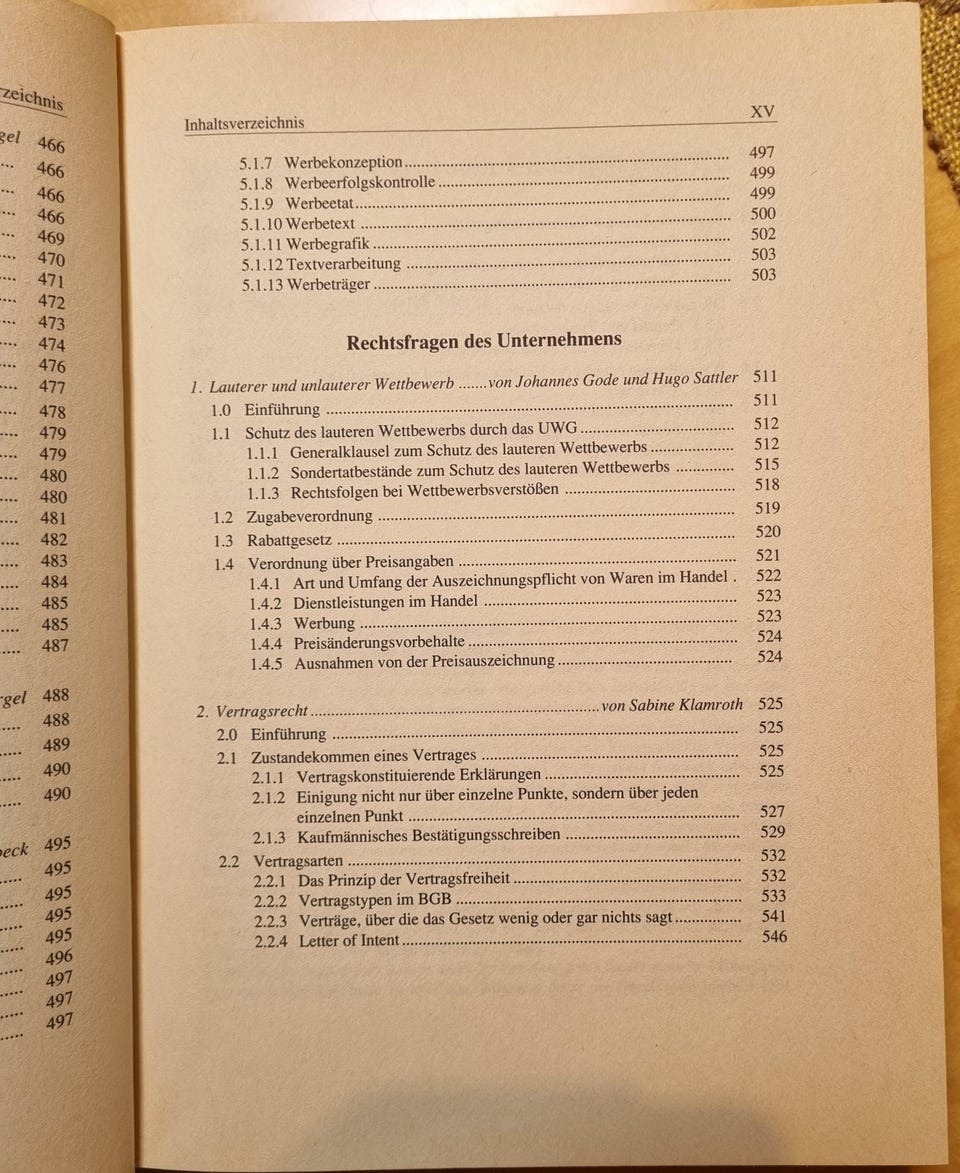 zeichnis
gel 466
466
466
466
469
470
471
472
473
474
476
477
478
479
479
480
480
481
482
483
484
485
485
487
rgel 488
488
489
490
490
beck 495
495
495
495
495
496
497
497
497
Inhaltsverzeichnis XV
5.1.7 Werbekonzeption 497
5.1.8 Werbeerfolgskontrolle 499
5.1.9 Werbeetat 499
5.1.10 Werbetext 500
5.1.11 Werbegrafik 502
5.1.12 Textverarbeitung 503
5.1.13 Werbeträger 503
Rechtsfragen des Unternehmens
1. Lauterer und unlauterer Wettbewerb .......von Johannes Gode und Hugo Sattler 511
1.0 Einführung 511
1.1 Schutz des lauteren Wettbewerbs durch das UWG 512
1.1.1 Generalklausel zum Schutz des lauteren Wettbewerbs 512
1.1.2 Sondertatbestände zum Schutz des lauteren Wettbewerbs 515
1.1.3 Rechtsfolgen bei Wettbewerbsverstößen 518
1.2 Zugabeverordnung 519
1.3 Rabattgesetz 520
1.4 Verordnung über Preisangaben 521
1.4.1 Art und Umfang der Auszeichnungspflicht von Waren im Handel . 522
1.4.2 Dienstleistungen im Handel 523
1.4.3 Werbung 523
1.4.4 Preisänderungsvorbehalte 524
1.4.5 Ausnahmen von der Preisauszeichnung 524
2. Vertragsrecht von Sabine Klamroth 525
2.0 Einführung 525
2.1 Zustandekommen eines Vertrages 525
2.1.1 Vertragskonstituierende Erklärungen 525
2.1.2 Einigung nicht nur über einzelne Punkte, sondern über jeden
einzelnen Punkt 527
2.1.3 Kaufmännisches Bestätigungsschreiben 529
2.2 Vertragsarten 532
2.2.1 Das Prinzip der Vertragsfreiheit 532
2.2.2 Vertragstypen im BGB 533
2.2.3 Verträge, über die das Gesetz wenig oder gar nichts sagt 541
2.2.4 Letter of Intent 546